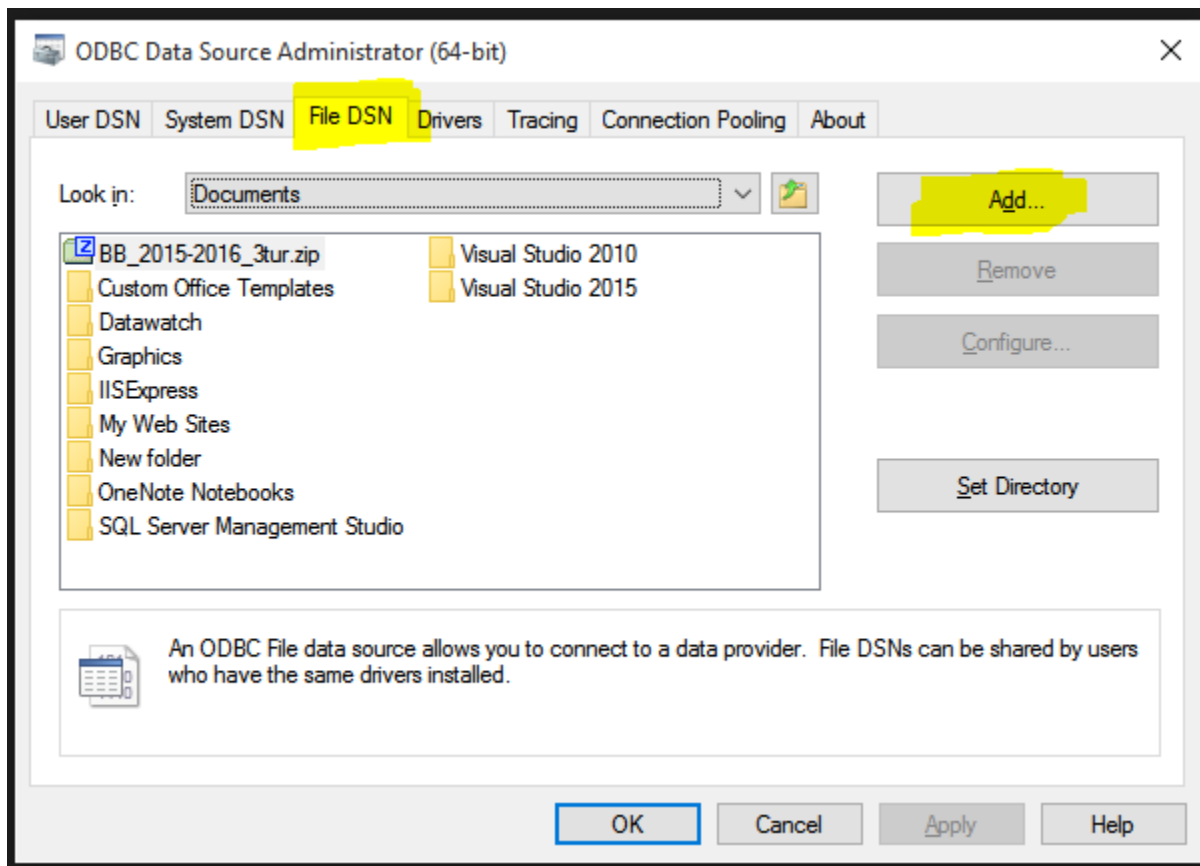 ODBC Data Source Administrator (64-bit)
User DSN System DSN File DSN Drivers Tracing Connection Pooling About
Look in: Documents
Add...
BB_2015-2016_3tur.zip Visual Studio 2010
Custom Office Templates Visual Studio 2015
Remove
Datawatch
Graphics
Configure...
IISExpress
My Web Sites
New folder
OneNote Notebooks
Set Directory
SQL Server Management Studio
An ODBC File data source allows you to connect to a data provider. File DSNs can be shared by users
who have the same drivers installed.
OK Cancel Apply Help